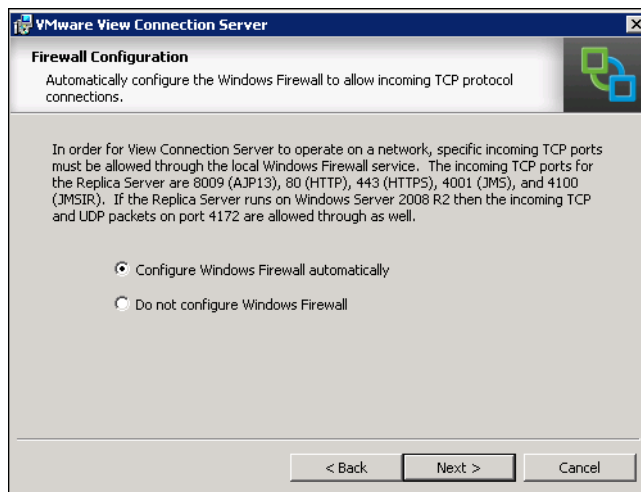 VMware View Connection Server
Firewall Configuration
Automatically configure the Windows Firewall to allow incoming TCP protocol
connections.
In order for View Connection Server to operate on a network, specific incoming TCP ports
must be allowed through the local Windows Firewall service.  The incoming TCP ports for
the Replica Server are 8009 (AJP13), 80 (HTTP), 443 (HTTPS), 4001 (JMS), and 4100
(JMSIR).  If the Replica Server runs on Windows Server 2008 R2 then the incoming TCP
and UDP packets on port 4172 are allowed through as well.
Configure Windows Firewall automatically
Do not configure Windows Firewall
< Back
Next >
Cancel